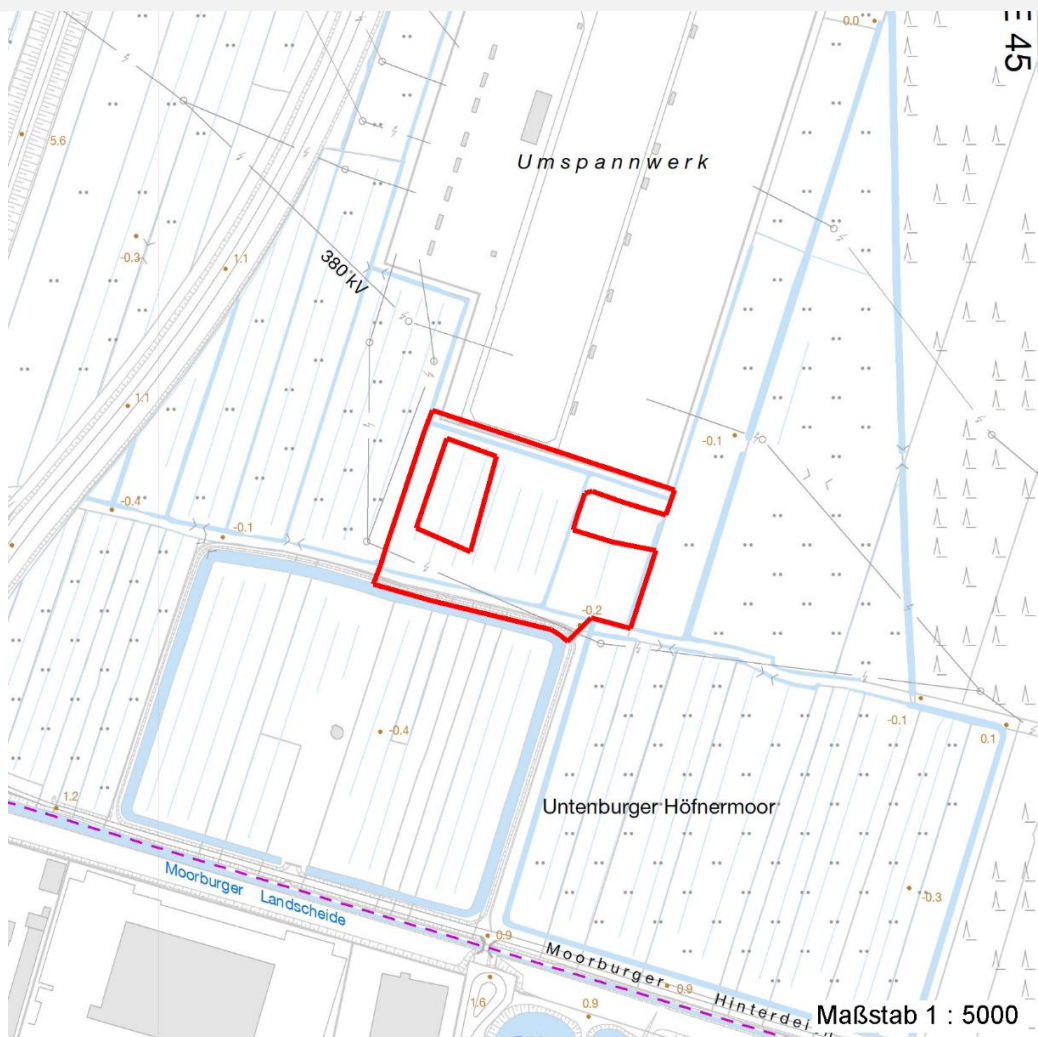 0.0
E 45
5.6
Umspannwerk
-0.3
1.1
380 kV
1.1
-0.1
-0.4
-0.1
-0.2
-0.1
0.1
-0.4
1.2
Untenburger Höfnermoor
Moorburger
Landscheide
-0.3
0.9
Moorburger
0.9
Hinterdei
1.6
0.9
Maßstab 1 : 5000